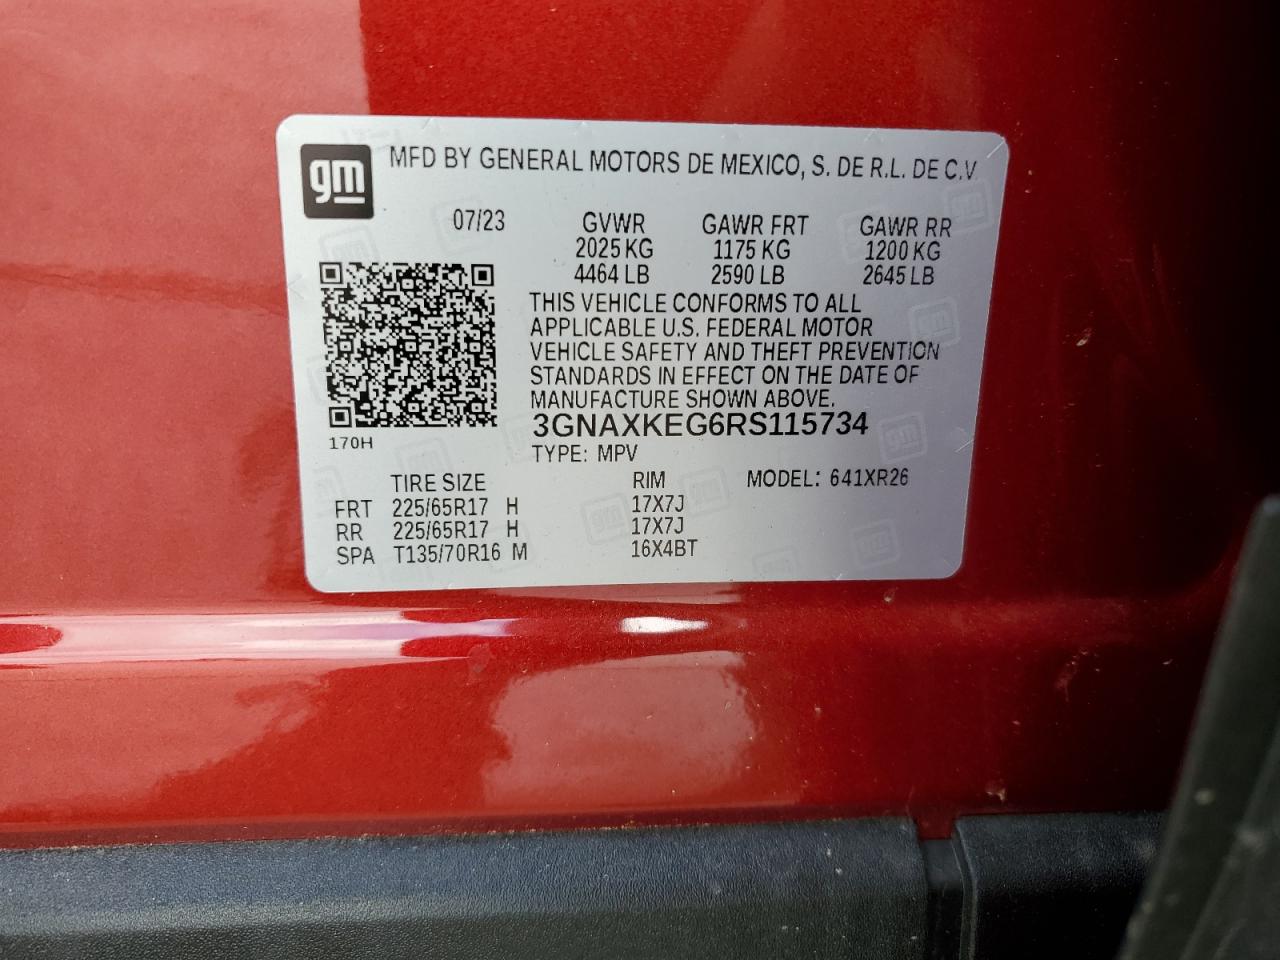 gm
MFD BY GENERAL MOTORS DE MEXICO, S. DE R.L. DE C.V
07/23 GVWR GAWR FRT GAWR RR
2025 KG 1175 KG 1200 KG
4464 LB 2590 LB 2645 LB
THIS VEHICLE CONFORMS TO ALL
APPLICABLE U.S. FEDERAL MOTOR
VEHICLE SAFETY AND THEFT PREVENTION
STANDARDS IN EFFECT ON THE DATE OF
MANUFACTURE SHOWN ABOVE.
3GNAXKEG6RS115734
170H
TYPE: MPV
TIRE SIZE RIM MODEL: 641XR26
FRT 225/65R17 H 17X7J
RR 225/65R17 H 17X7J
SPA T135/70R16 M 16X4BT